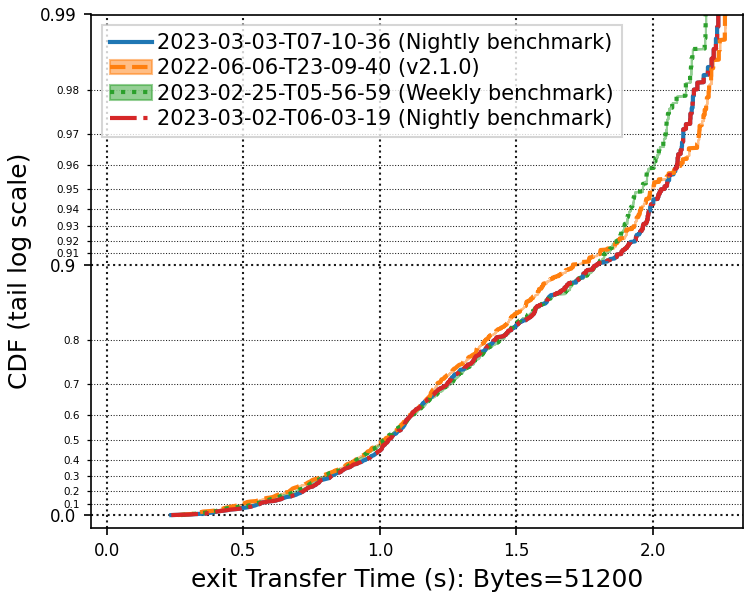 0.99
2023-03-03-T07-10-36 (Nightly benchmark)
2022-06-06-T23-09-40 (v2.1.0)
2023-02-25-T05-56-59 (Weekly benchmark)
2023-03-02-T06-03-19 (Nightly benchmark)
0.98
0.97
0.96
0.95
0.94
0.93
0.92
0.91
0.9
0.8
0.7
0.6
0.5
0.4
0.3
0.2
0.1
0.0
CDF (tail log scale)
0.0 0.5 1.0 1.5 2.0
exit Transfer Time (s): Bytes=51200